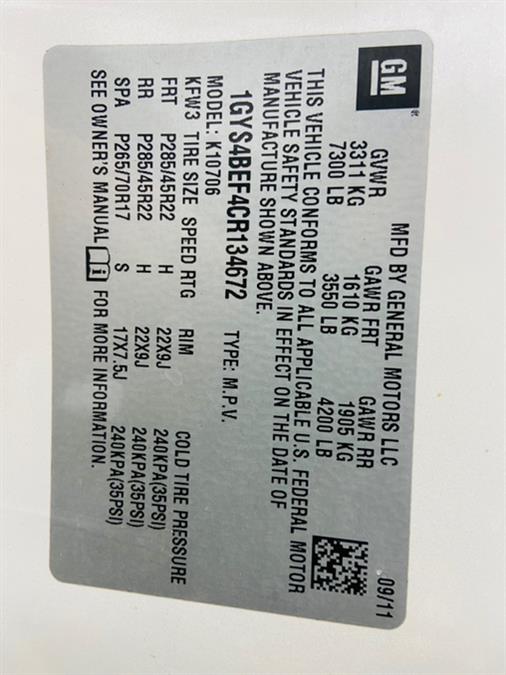 GM®
MFD BY GENERAL MOTORS LLC 09/11
GVWR GAWR FRT GAWR RR
3311 KG 1610 KG 1905 KG
7300 LB 3550 LB 4200 LB
THIS VEHICLE CONFORMS TO ALL APPLICABLE U.S. FEDERAL MOTOR
VEHICLE SAFETY STANDARDS IN EFFECT ON THE DATE OF
MANUFACTURE SHOWN ABOVE.
1GYS4BEF4CR134672 TYPE: M.P.V.
MODEL: K10706
KFW3 TIRE SIZE SPEED RTG RIM COLD TIRE PRESSURE
FRT P285/45R22 H 22X9J 240KPA(35PSI)
RR P285/45R22 H 22X9J 240KPA(35PSI)
SPA P265/70R17 S 17X7.5J 240KPA(35PSI)
SEE OWNER'S MANUAL FOR MORE INFORMATION.